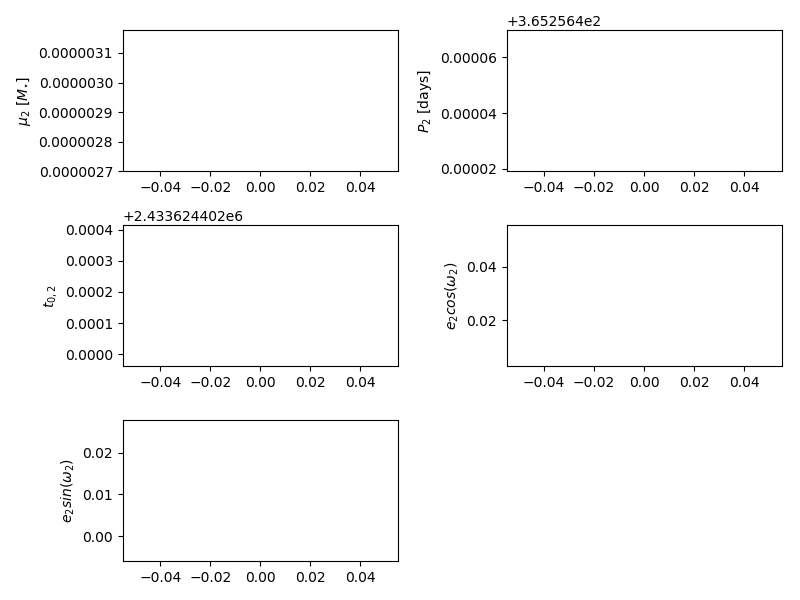 μ₂ [M⋆]
0.0000031
0.0000030
0.0000029
0.0000028
0.0000027
−0.04 −0.02 0.00 0.02 0.04
+3.652564e2
P₂ [days]
0.00006
0.00004
0.00002
−0.04 −0.02 0.00 0.02 0.04
+2.433624402e6
t₀,₂
0.0004
0.0003
0.0002
0.0001
0.0000
−0.04 −0.02 0.00 0.02 0.04
e₂cos(ω₂)
0.04
0.02
−0.04 −0.02 0.00 0.02 0.04
e₂sin(ω₂)
0.02
0.01
0.00
−0.04 −0.02 0.00 0.02 0.04